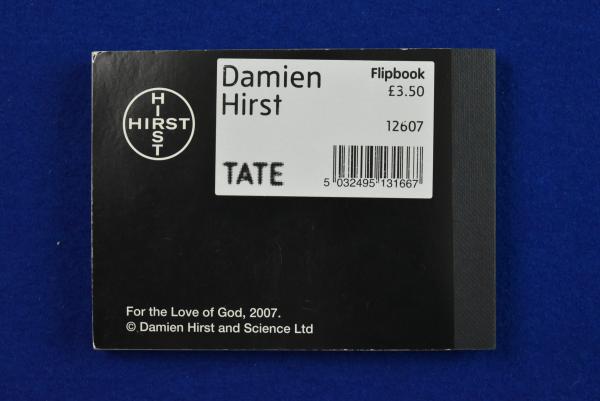 HIRST
HIRST
Damien
Hirst
Flipbook
£3.50
12607
TATE
5 032495 131667
For the Love of God, 2007.
© Damien Hirst and Science Ltd